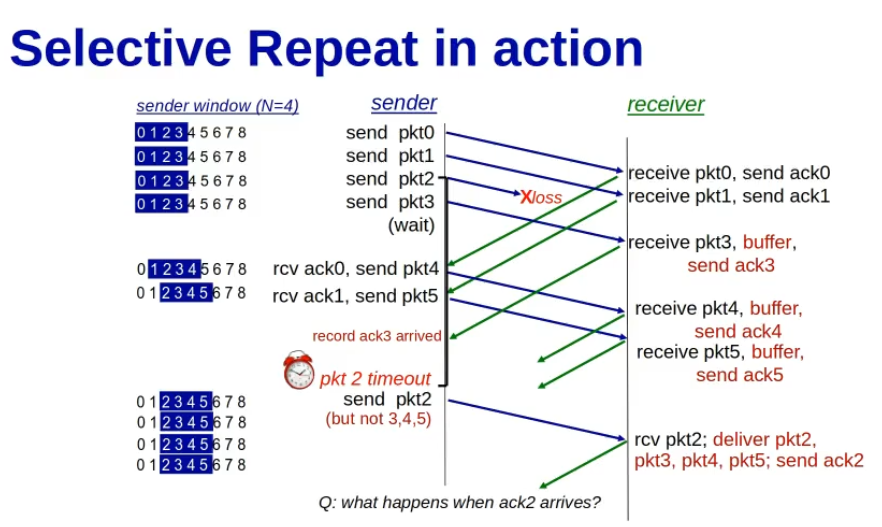 Selective Repeat in action
sender window (N=4)
sender
receiver
0 1 2 3 4 5 6 7 8
send pkt0
0 1 2 3 4 5 6 7 8
send pkt1
0 1 2 3 4 5 6 7 8
send pkt2
0 1 2 3 4 5 6 7 8
send pkt3
(wait)
Xloss
receive pkt0, send ack0
receive pkt1, send ack1
receive pkt3, buffer,
send ack3
0 1 2 3 4 5 6 7 8
rcv ack0, send pkt4
0 1 2 3 4 5 6 7 8
rcv ack1, send pkt5
record ack3 arrived
receive pkt4, buffer,
send ack4
receive pkt5, buffer,
send ack5
pkt 2 timeout
0 1 2 3 4 5 6 7 8
send pkt2
0 1 2 3 4 5 6 7 8
(but not 3,4,5)
0 1 2 3 4 5 6 7 8
0 1 2 3 4 5 6 7 8
rcv pkt2; deliver pkt2,
pkt3, pkt4, pkt5; send ack2
Q: what happens when ack2 arrives?